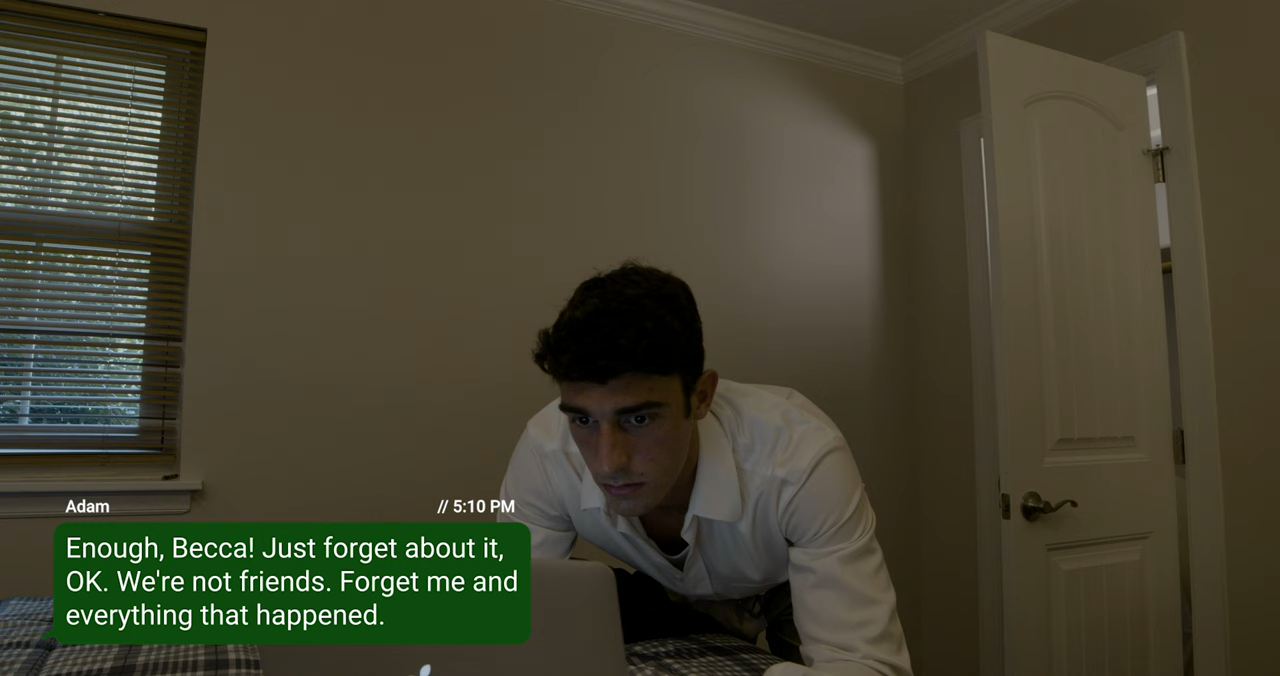 Adam // 5:10 PM
Enough, Becca! Just forget about it,
OK. We're not friends. Forget me and
everything that happened.